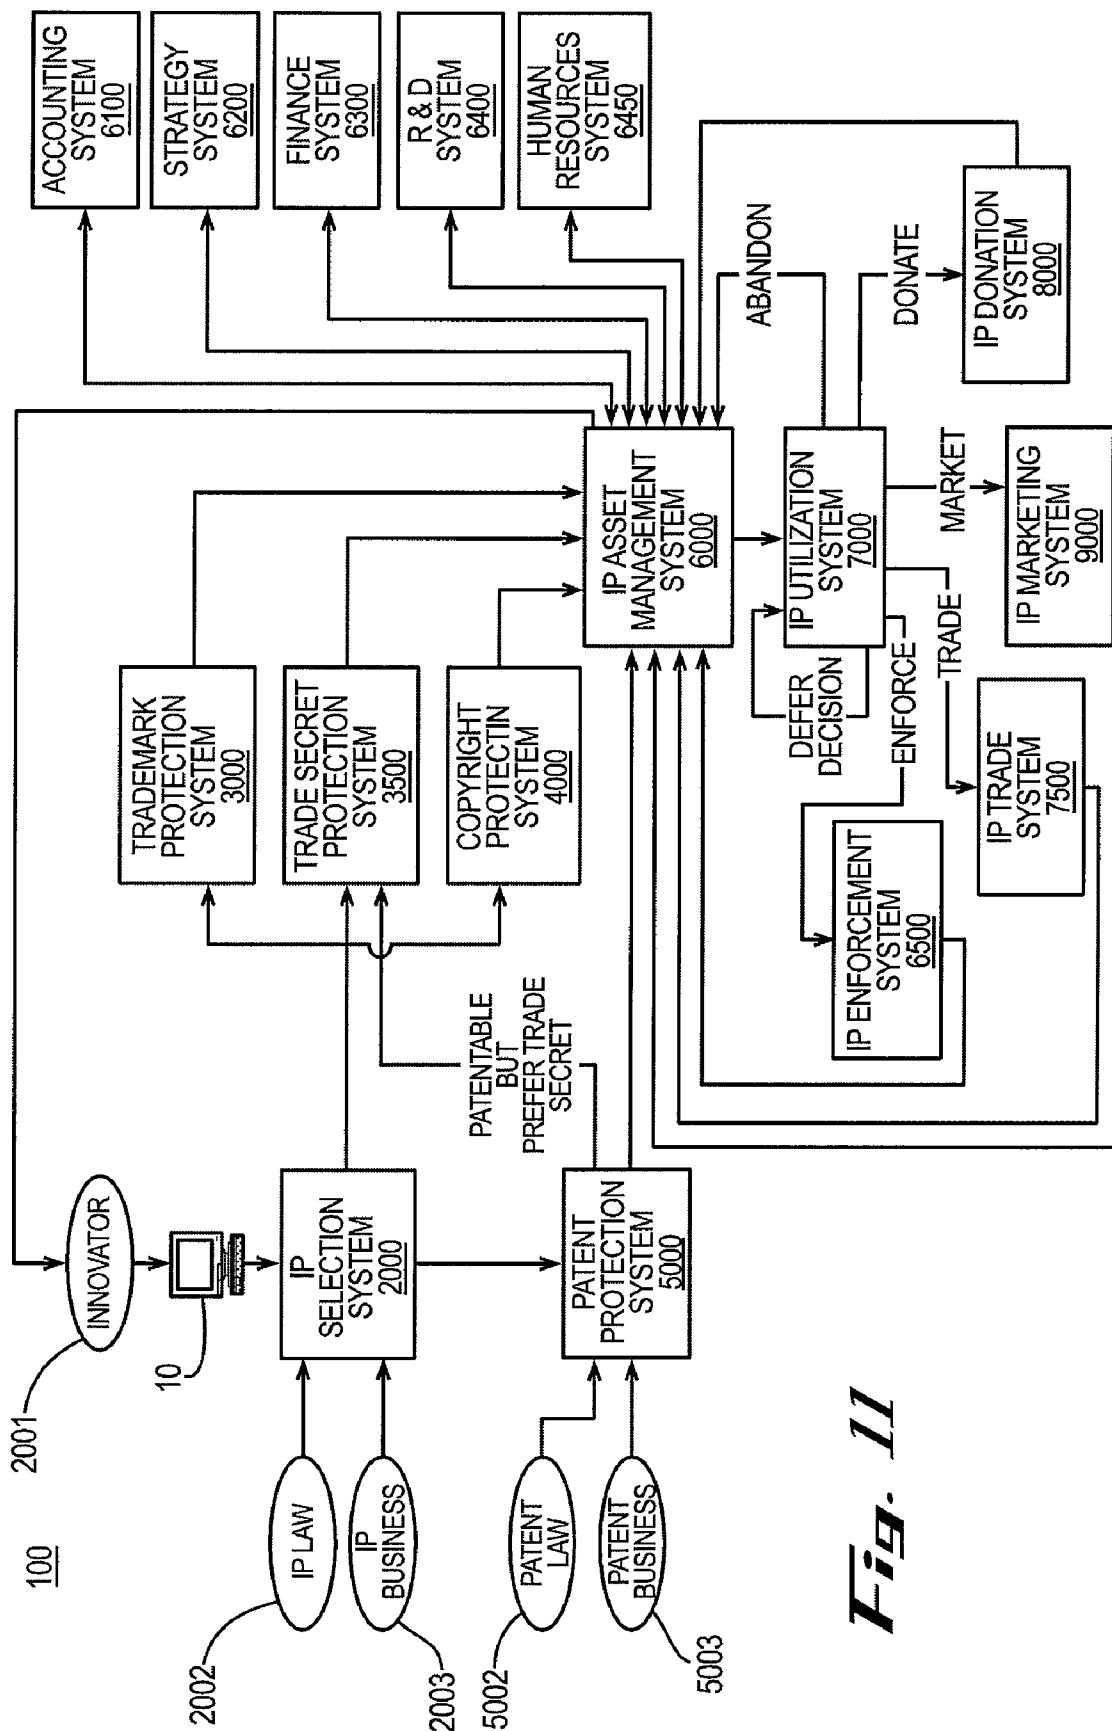 100
2001
INNOVATOR
10
2002
IP LAW
2003
IP
BUSINESS
IP
SELECTION
SYSTEM
2000
5002
PATENT
LAW
5003
PATENT
BUSINESS
PATENT
PROTECTION
SYSTEM
5000
PATENTABLE
BUT
PREFER TRADE
SECRET
TRADEMARK
PROTECTION
SYSTEM
3000
TRADE SECRET
PROTECTION
SYSTEM
3500
COPYRIGHT
PROTECTIN
SYSTEM
4000
IP ASSET
MANAGEMENT
SYSTEM
6000
ACCOUNTING
SYSTEM
6100
STRATEGY
SYSTEM
6200
FINANCE
SYSTEM
6300
R & D
SYSTEM
6400
HUMAN
RESOURCES
SYSTEM
6450
ABANDON
DONATE
IP DONATION
SYSTEM
8000
IP UTILIZATION
SYSTEM
7000
DEFER
DECISION
ENFORCE
TRADE
MARKET
IP ENFORCEMENT
SYSTEM
6500
IP TRADE
SYSTEM
7500
IP MARKETING
SYSTEM
9000
Fig. 11